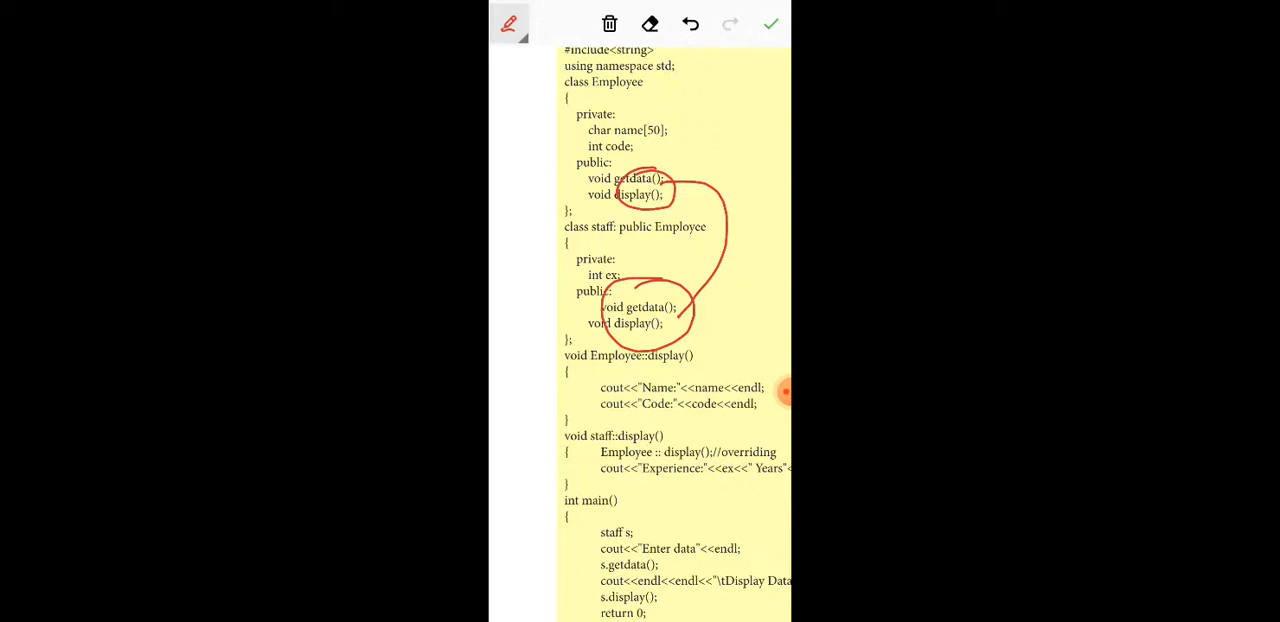 #include<string>
using namespace std;
class Employee
{
private:
char name[50];
int code;
public:
void getdata();
void display();
};
class staff: public Employee
{
private:
int ex;
public:
void getdata();
void display();
};
void Employee::display()
{
cout<<"Name:"<<name<<endl;
cout<<"Code:"<<code<<endl;
}
void staff::display()
{ Employee :: display();//overriding
cout<<"Experience:"<<ex<<" Years"<
}
int main()
{
staff s;
cout<<"Enter data"<<endl;
s.getdata();
cout<<endl<<endl<<"\tDisplay Data
s.display();
return 0;